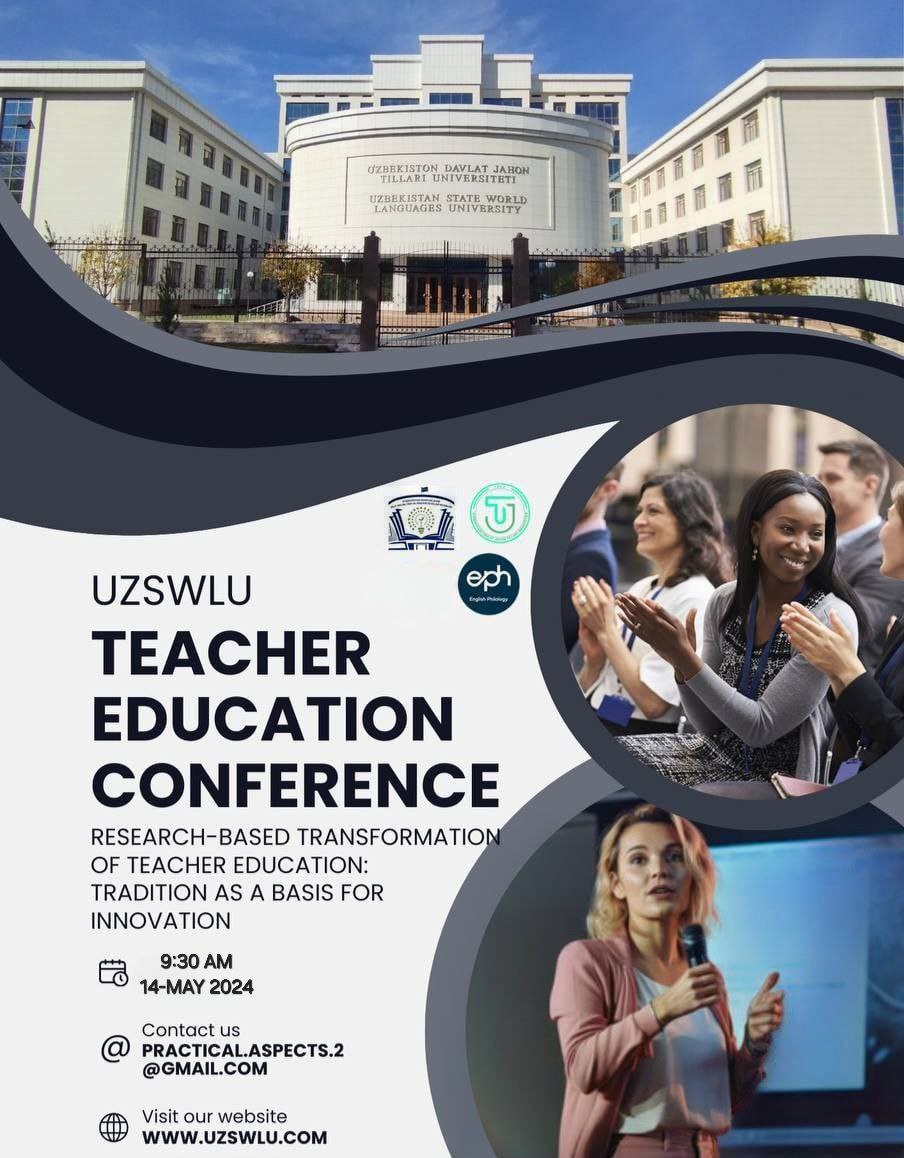 O'ZBEKISTON DAVLAT JAHON
TILLARI UNIVERSITETI
UZBEKISTAN STATE WORLD
LANGUAGES UNIVERSITY
eph
English Philology
UZSWLU
TEACHER
EDUCATION
CONFERENCE
RESEARCH-BASED TRANSFORMATION
OF TEACHER EDUCATION:
TRADITION AS A BASIS FOR
INNOVATION
9:30 AM
14-MAY 2024
@
Contact us
PRACTICAL.ASPECTS.2
@GMAIL.COM
Visit our website
WWW.UZSWLU.COM